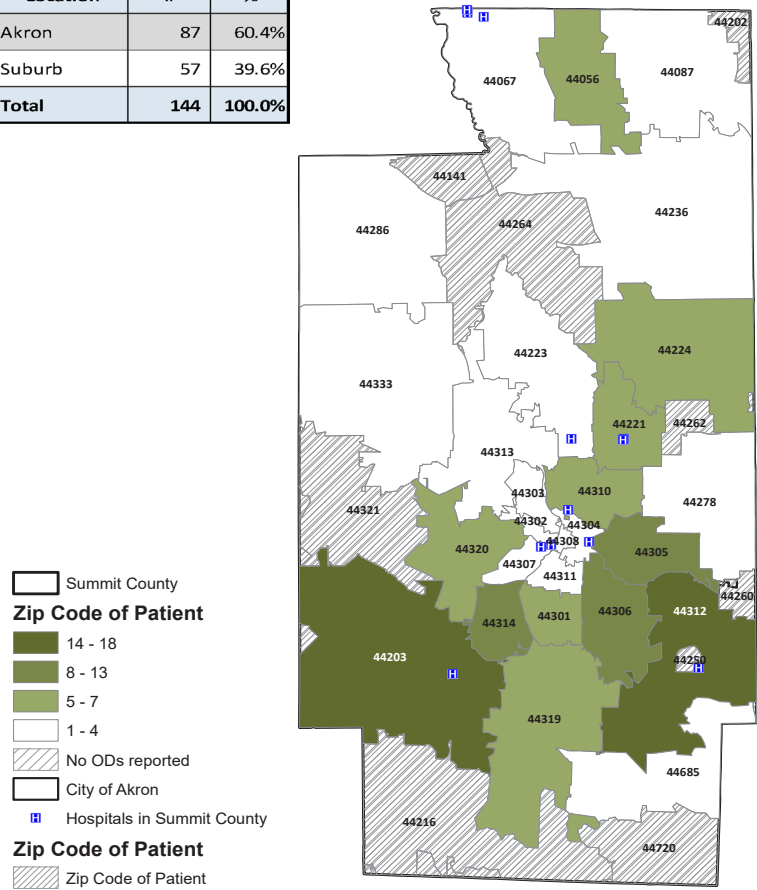 Location # %
Akron 87 60.4%
Suburb 57 39.6%
Total 144 100.0%
44202
44067
44056
44087
44141
44264
44236
44286
44223
44224
44333
44221
44262
44313
44303
44310
44278
44321
44302
44304
44308
44320
44305
44307
44311
44260
44314
44301
44306
44312
44203
44250
44319
44685
44216
44720
H
H
H
H
H
H
H
H
H
H
Summit County
Zip Code of Patient
14 - 18
8 - 13
5 - 7
1 - 4
No ODs reported
City of Akron
H Hospitals in Summit County
Zip Code of Patient
Zip Code of Patient